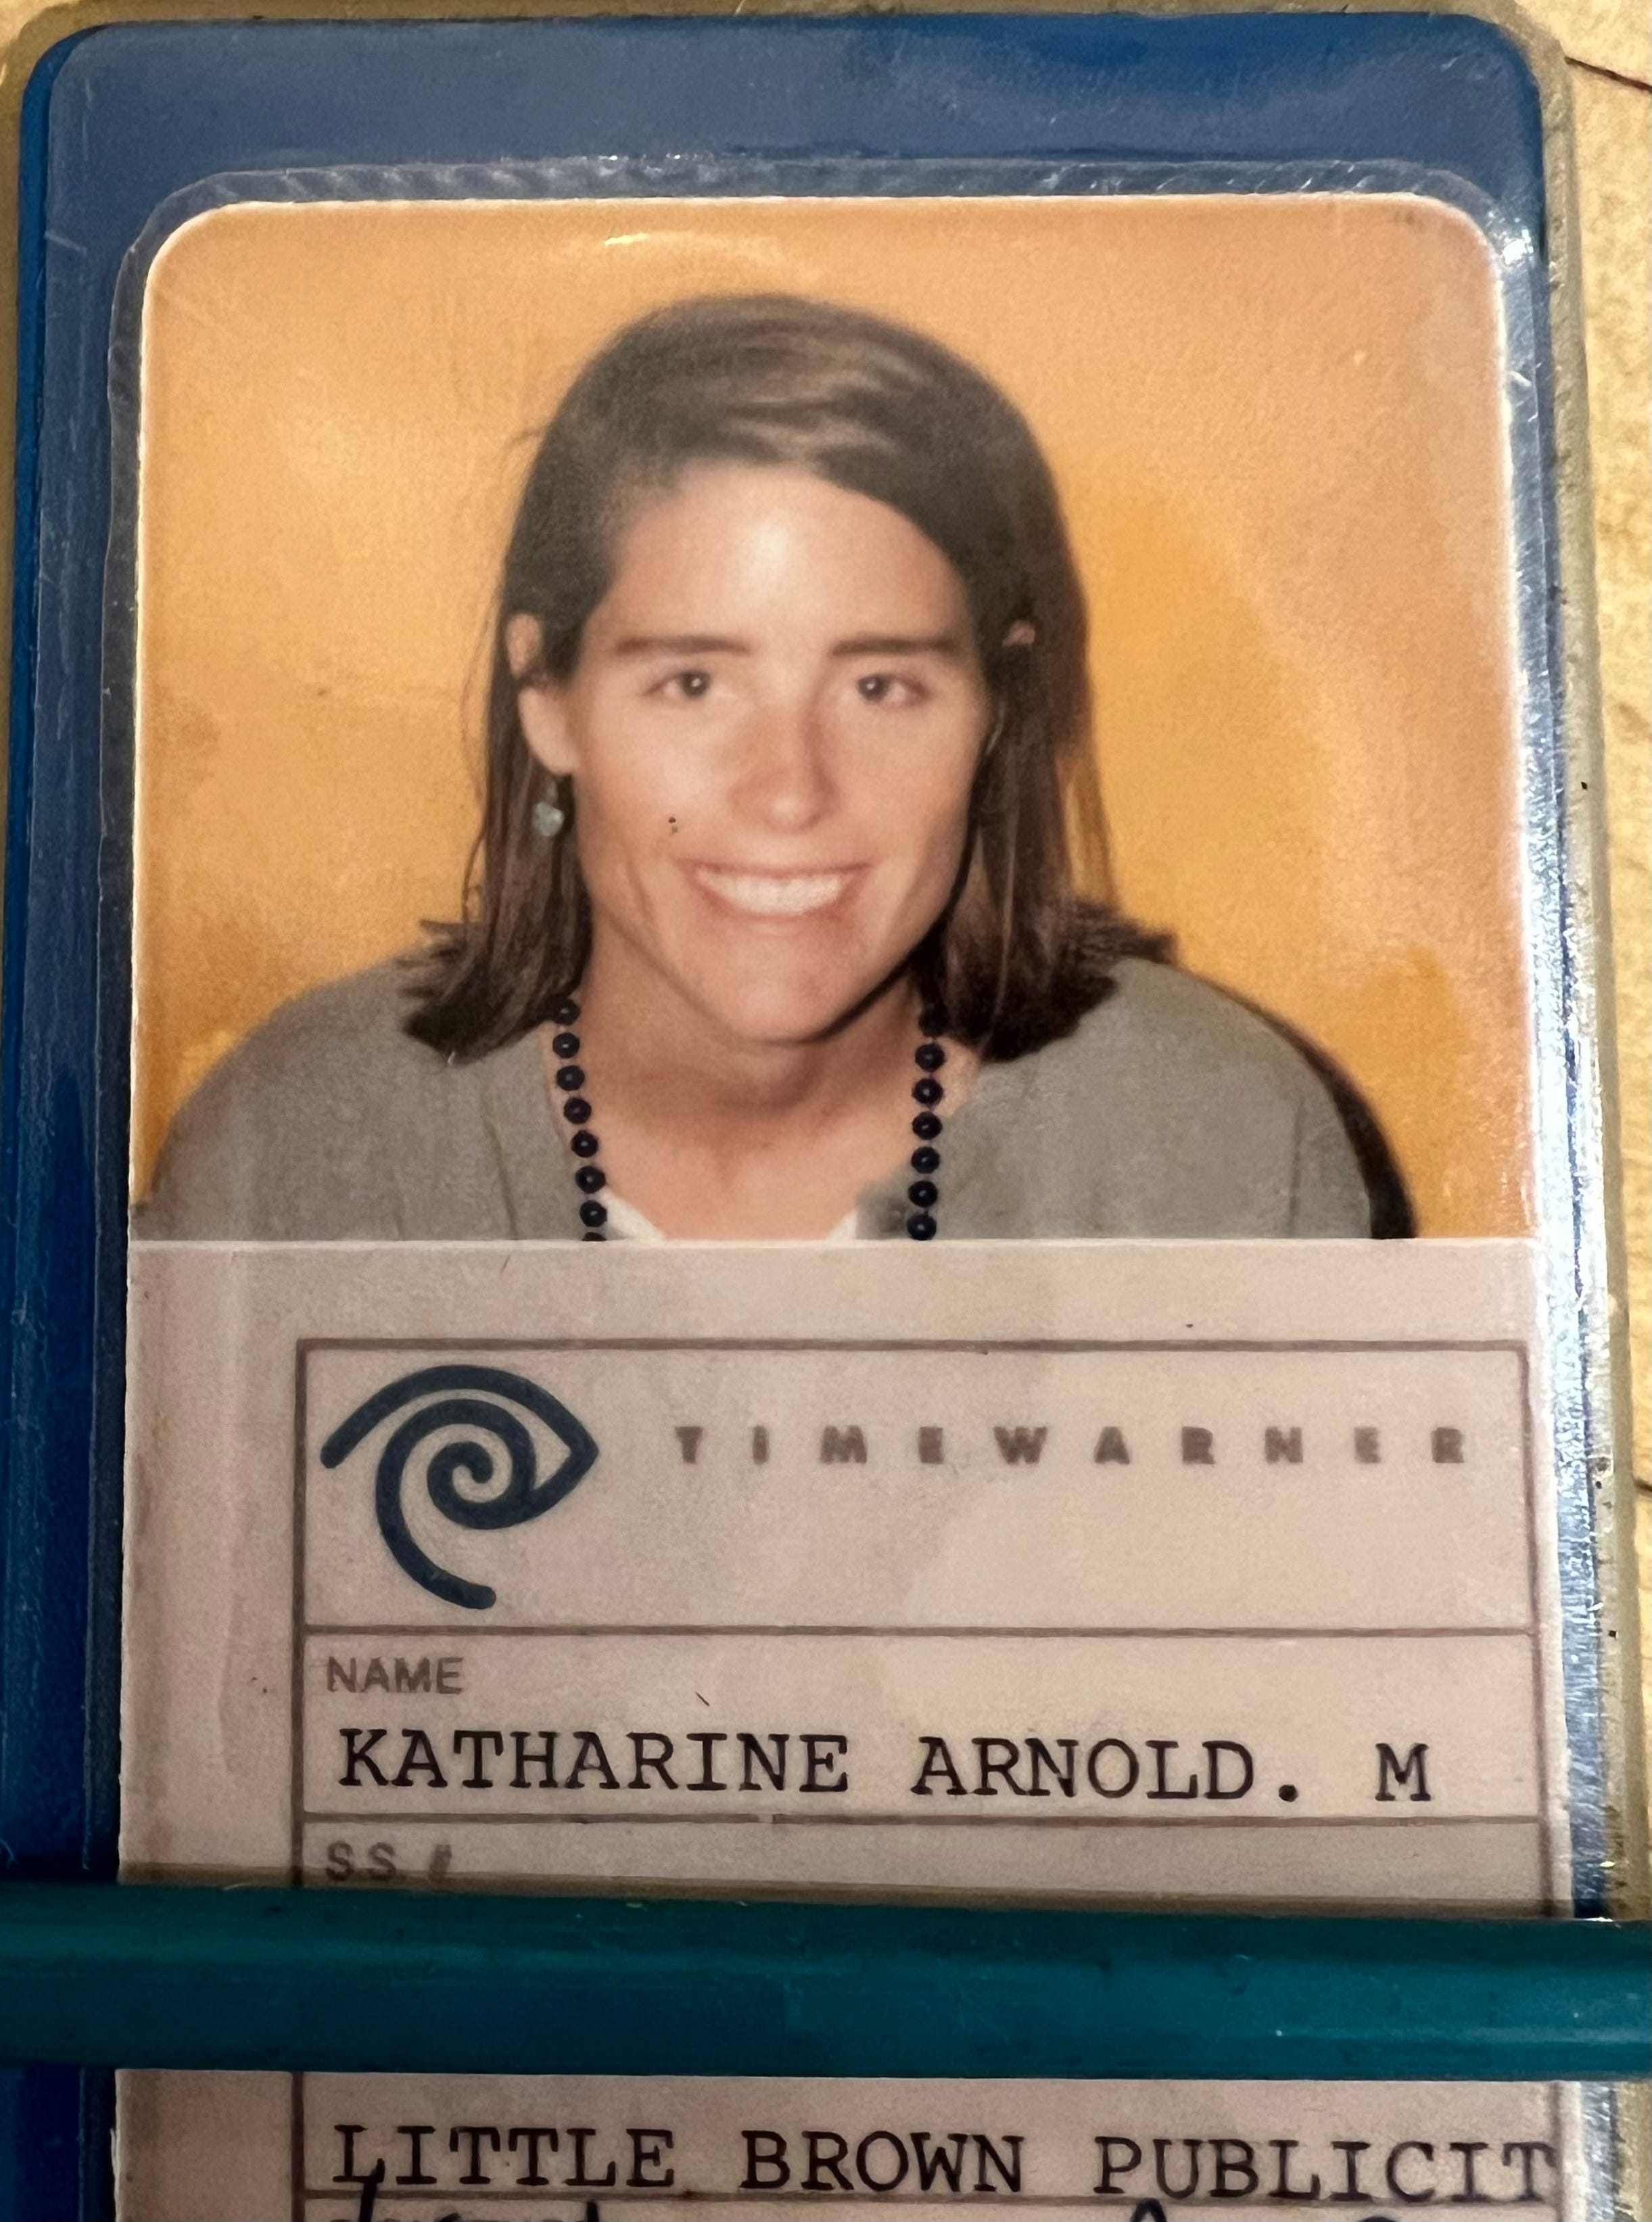 TIMEWARNER
NAME
KATHARINE ARNOLD. M
SS #
LITTLE BROWN PUBLICIT